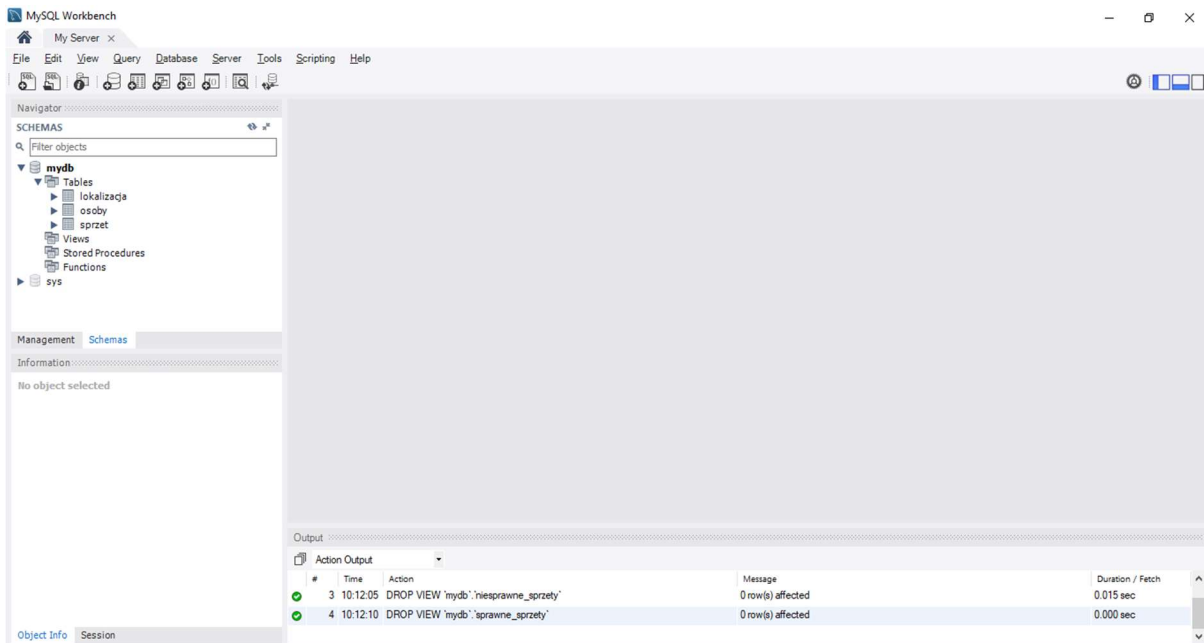 MySQL Workbench
My Server
File Edit View Query Database Server Tools Scripting Help
Navigator
SCHEMAS
Filter objects
mydb
Tables
lokalizacja
osoby
sprzet
Views
Stored Procedures
Functions
sys
Management Schemas
Information
No object selected
Object Info Session
Output
Action Output
# Time Action Message Duration / Fetch
3 10:12:05 DROP VIEW `mydb`.`niesprawne_sprzety` 0 row(s) affected 0.015 sec
4 10:12:10 DROP VIEW `mydb`.`sprawne_sprzety` 0 row(s) affected 0.000 sec